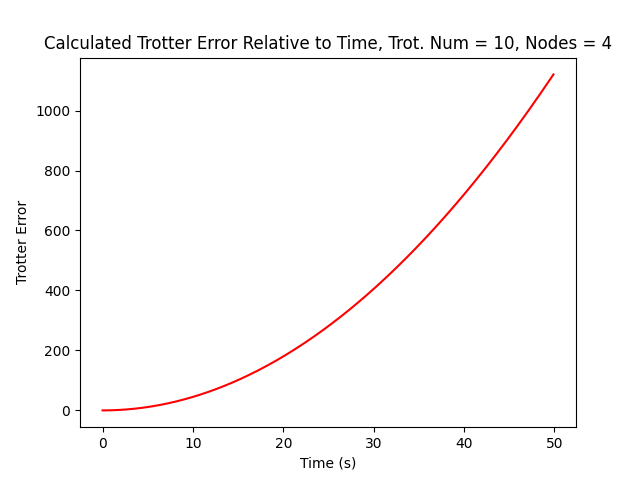 Calculated Trotter Error Relative to Time, Trot. Num = 10, Nodes = 4
1000
800
600
400
200
0
Trotter Error
0 10 20 30 40 50
Time (s)